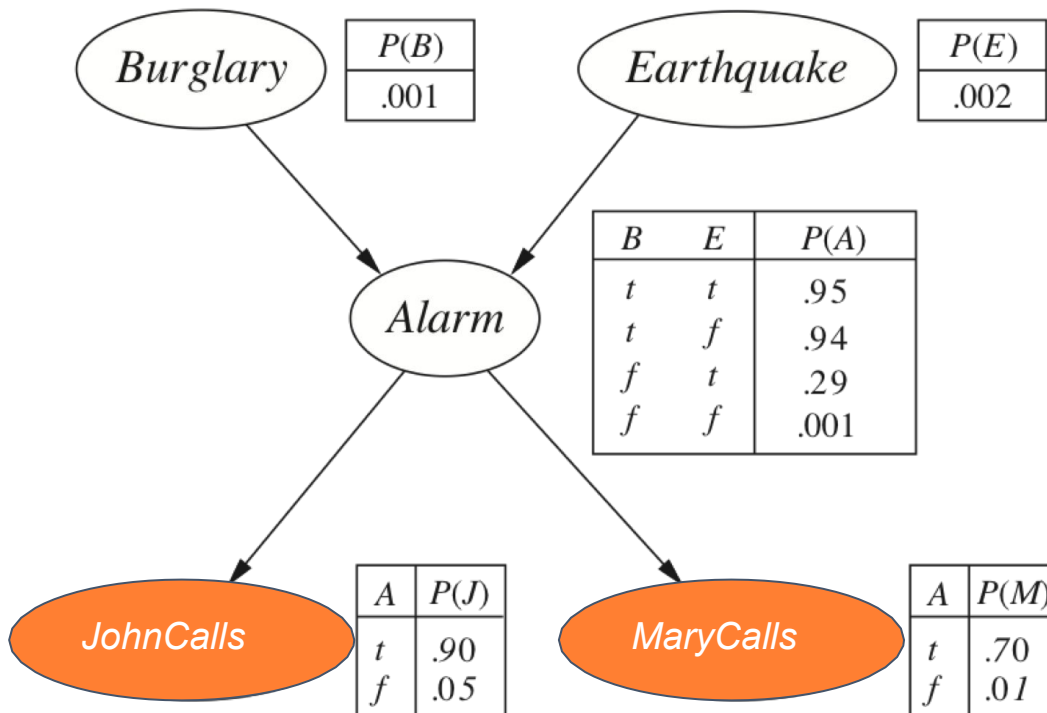 Burglary
P(B)
.001
Earthquake
P(E)
.002
Alarm
B E P(A)
t t .95
t f .94
f t .29
f f .001
JohnCalls
A P(J)
t .90
f .05
MaryCalls
A P(M)
t .70
f .01